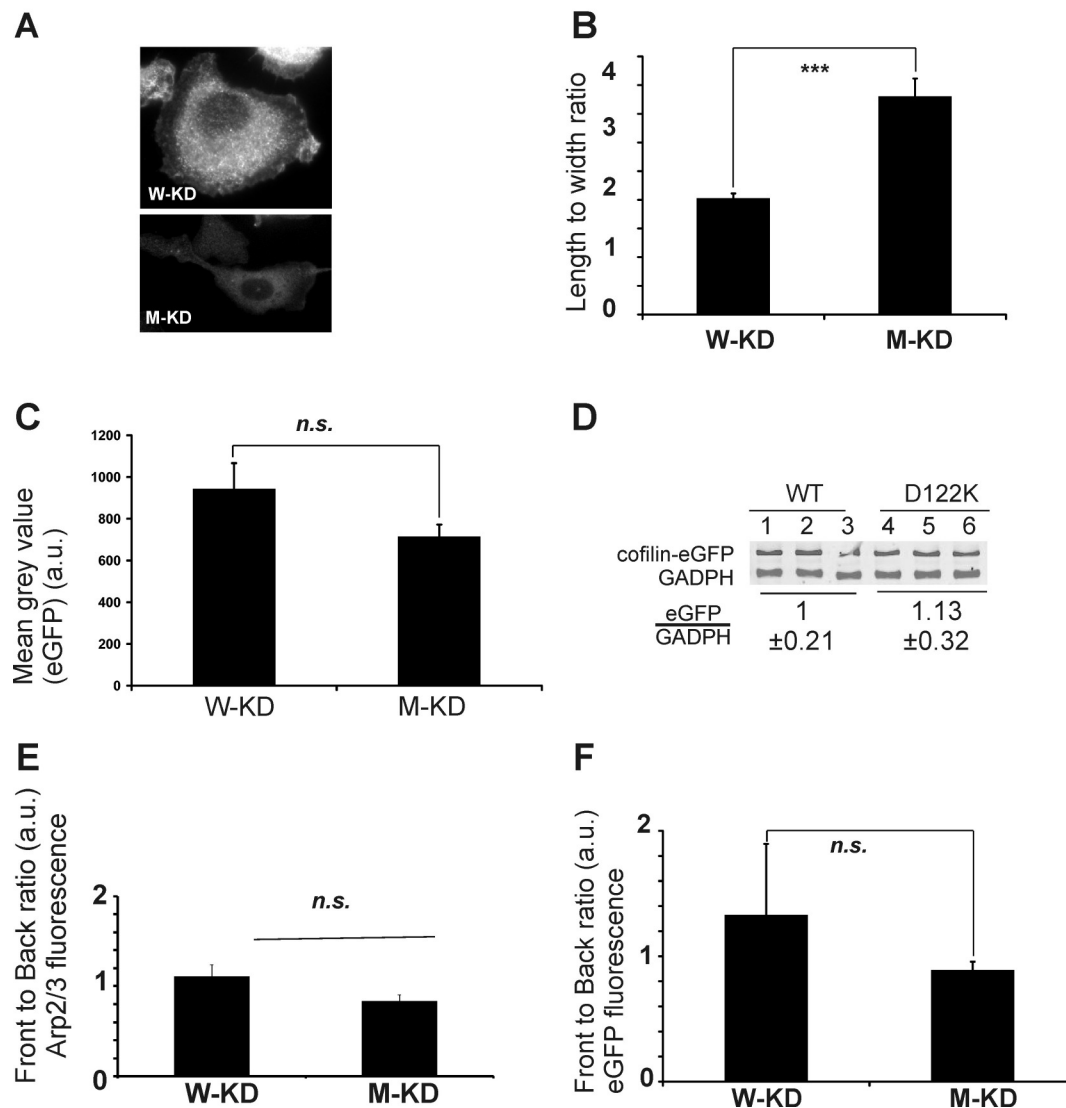 A
W-KD
M-KD
B
Length to width ratio
4
3
2
1
0
***
W-KD
M-KD
C
Mean grey value
(eGFP) (a.u.)
1200
1000
800
600
400
200
0
n.s.
W-KD
M-KD
D
WT
D122K
1 2 3 4 5 6
cofilin-eGFP
GADPH
eGFP
GADPH
1
±0.21
1.13
±0.32
E
Front to Back ratio (a.u.)
Arp2/3 fluorescence
2
1
0
n.s.
W-KD
M-KD
F
Front to Back ratio (a.u.)
eGFP fluorescence
2
1
0
n.s.
W-KD
M-KD